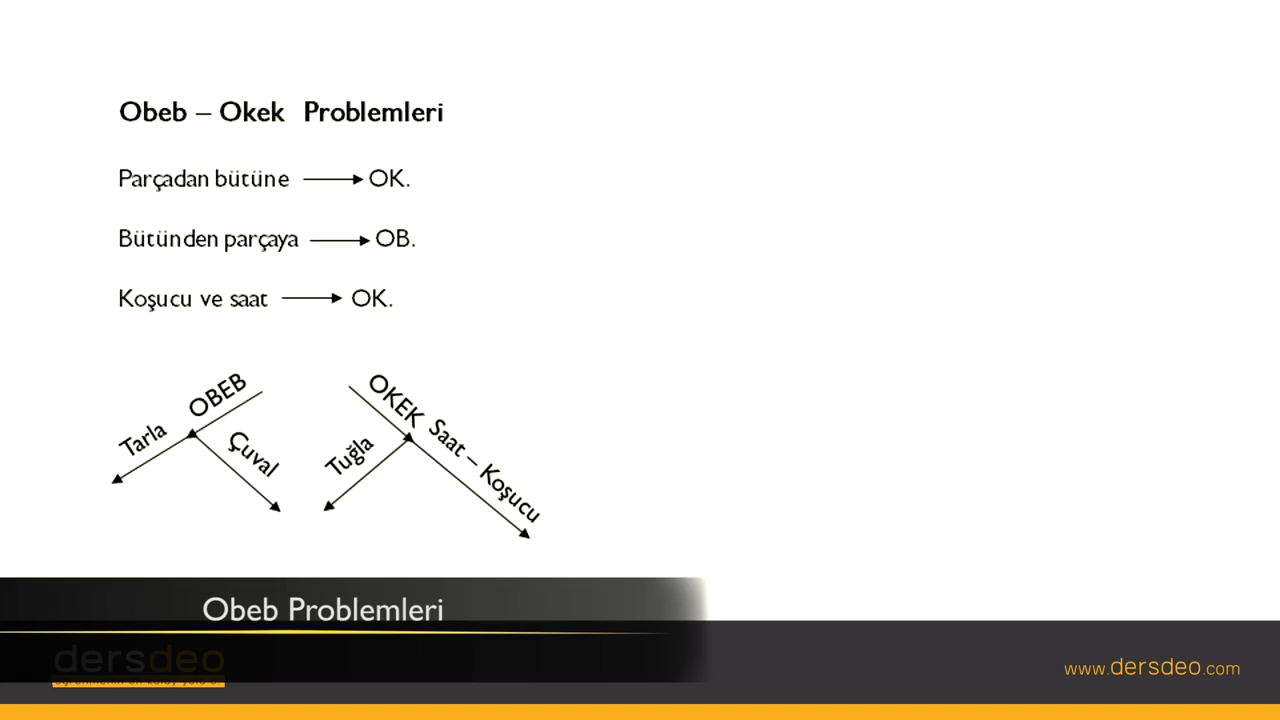 Obeb – Okek Problemleri
Parçadan bütüne OK.
Bütünden parçaya OB.
Koşucu ve saat OK.
OBEB
Tarla
Çuval
OKEK
Tuğla
Saat – Koşucu
Obeb Problemleri
dersdeo
www.dersdeo.com